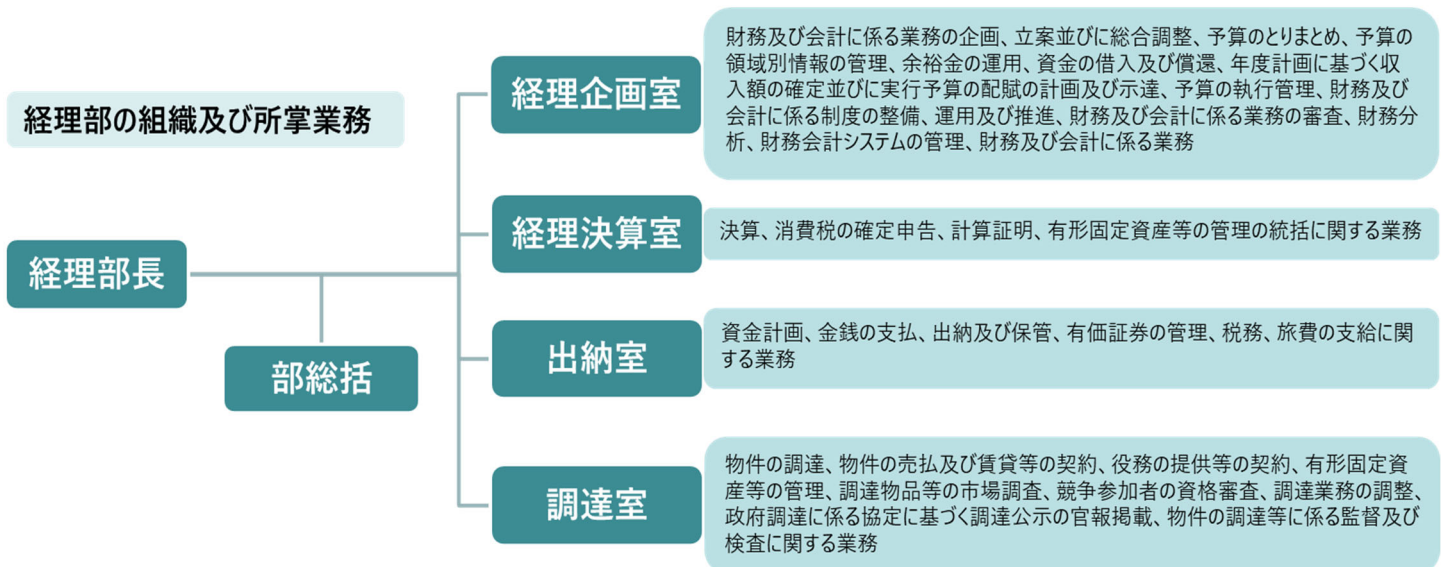 経理部の組織及び所掌業務
経理部長
部総括
経理企画室
財務及び会計に係る業務の企画、立案並びに総合調整、予算のとりまとめ、予算の
領域別情報の管理、余裕金の運用、資金の借入及び償還、年度計画に基づく収
入額の確定並びに実行予算の配賦の計画及び示達、予算の執行管理、財務及び
会計に係る制度の整備、運用及び推進、財務及び会計に係る業務の審査、財務分
析、財務会計システムの管理、財務及び会計に係る業務
経理決算室
決算、消費税の確定申告、計算証明、有形固定資産等の管理の統括に関する業務
出納室
資金計画、金銭の支払、出納及び保管、有価証券の管理、税務、旅費の支給に関
する業務
調達室
物件の調達、物件の売払及び賃貸等の契約、役務の提供等の契約、有形固定資
産等の管理、調達物品等の市場調査、競争参加者の資格審査、調達業務の調整、
政府調達に係る協定に基づく調達公示の官報掲載、物件の調達等に係る監督及び
検査に関する業務